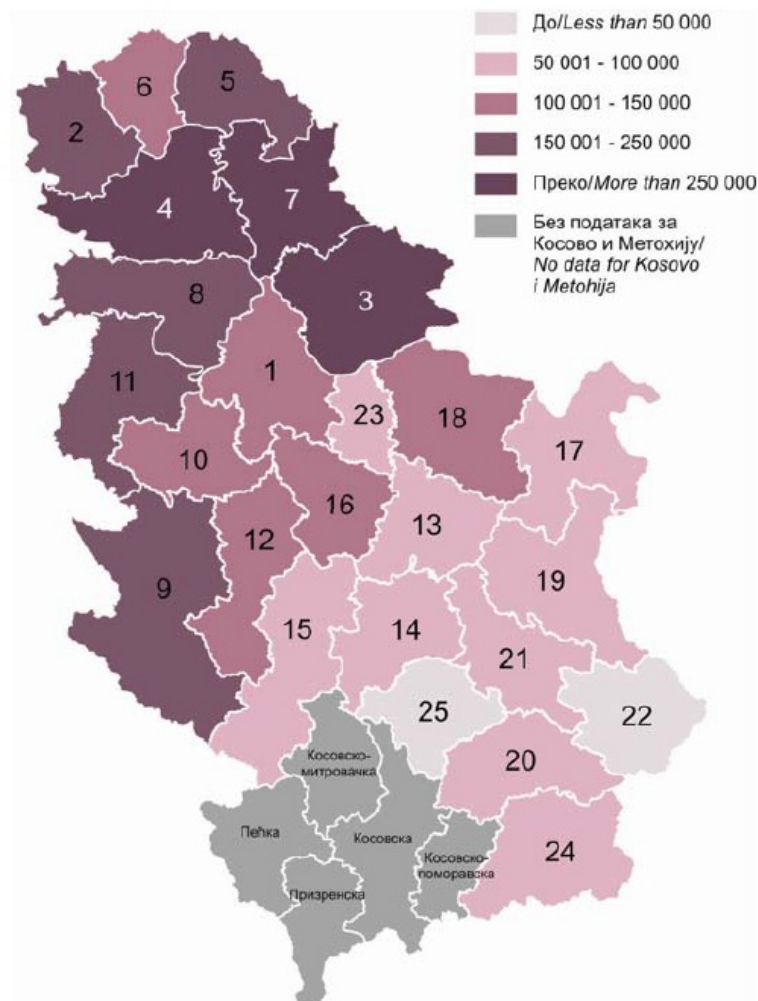 До/Less than 50 000
50 001 - 100 000
100 001 - 150 000
150 001 - 250 000
Преко/More than 250 000
Без података за
Косово и Метохију/
No data for Kosovo
i Metohija
6
5
2
4
7
8
3
11
1
23
18
17
10
16
13
12
19
9
15
14
21
25
22
20
Косовско-
митровачка
Пећка
Косовска
Косовско-
поморавска
24
Призренска